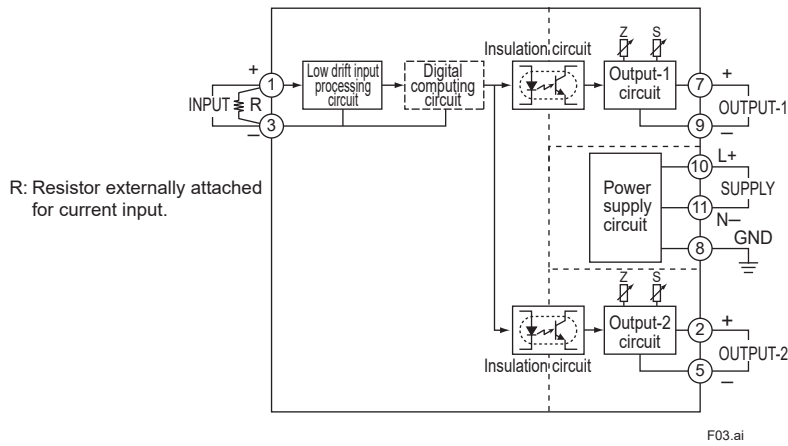 Insulation circuit
Z S
+
1
Low drift input
processing
circuit
Digital
computing
circuit
Output-1
circuit
7
+
INPUT
R
OUTPUT-1
3
–
9
–
10
L+
R: Resistor externally attached
for current input.
Power
supply
circuit
SUPPLY
11
N–
8
GND
Z S
Output-2
circuit
2
+
OUTPUT-2
Insulation circuit
5
–
F03.ai